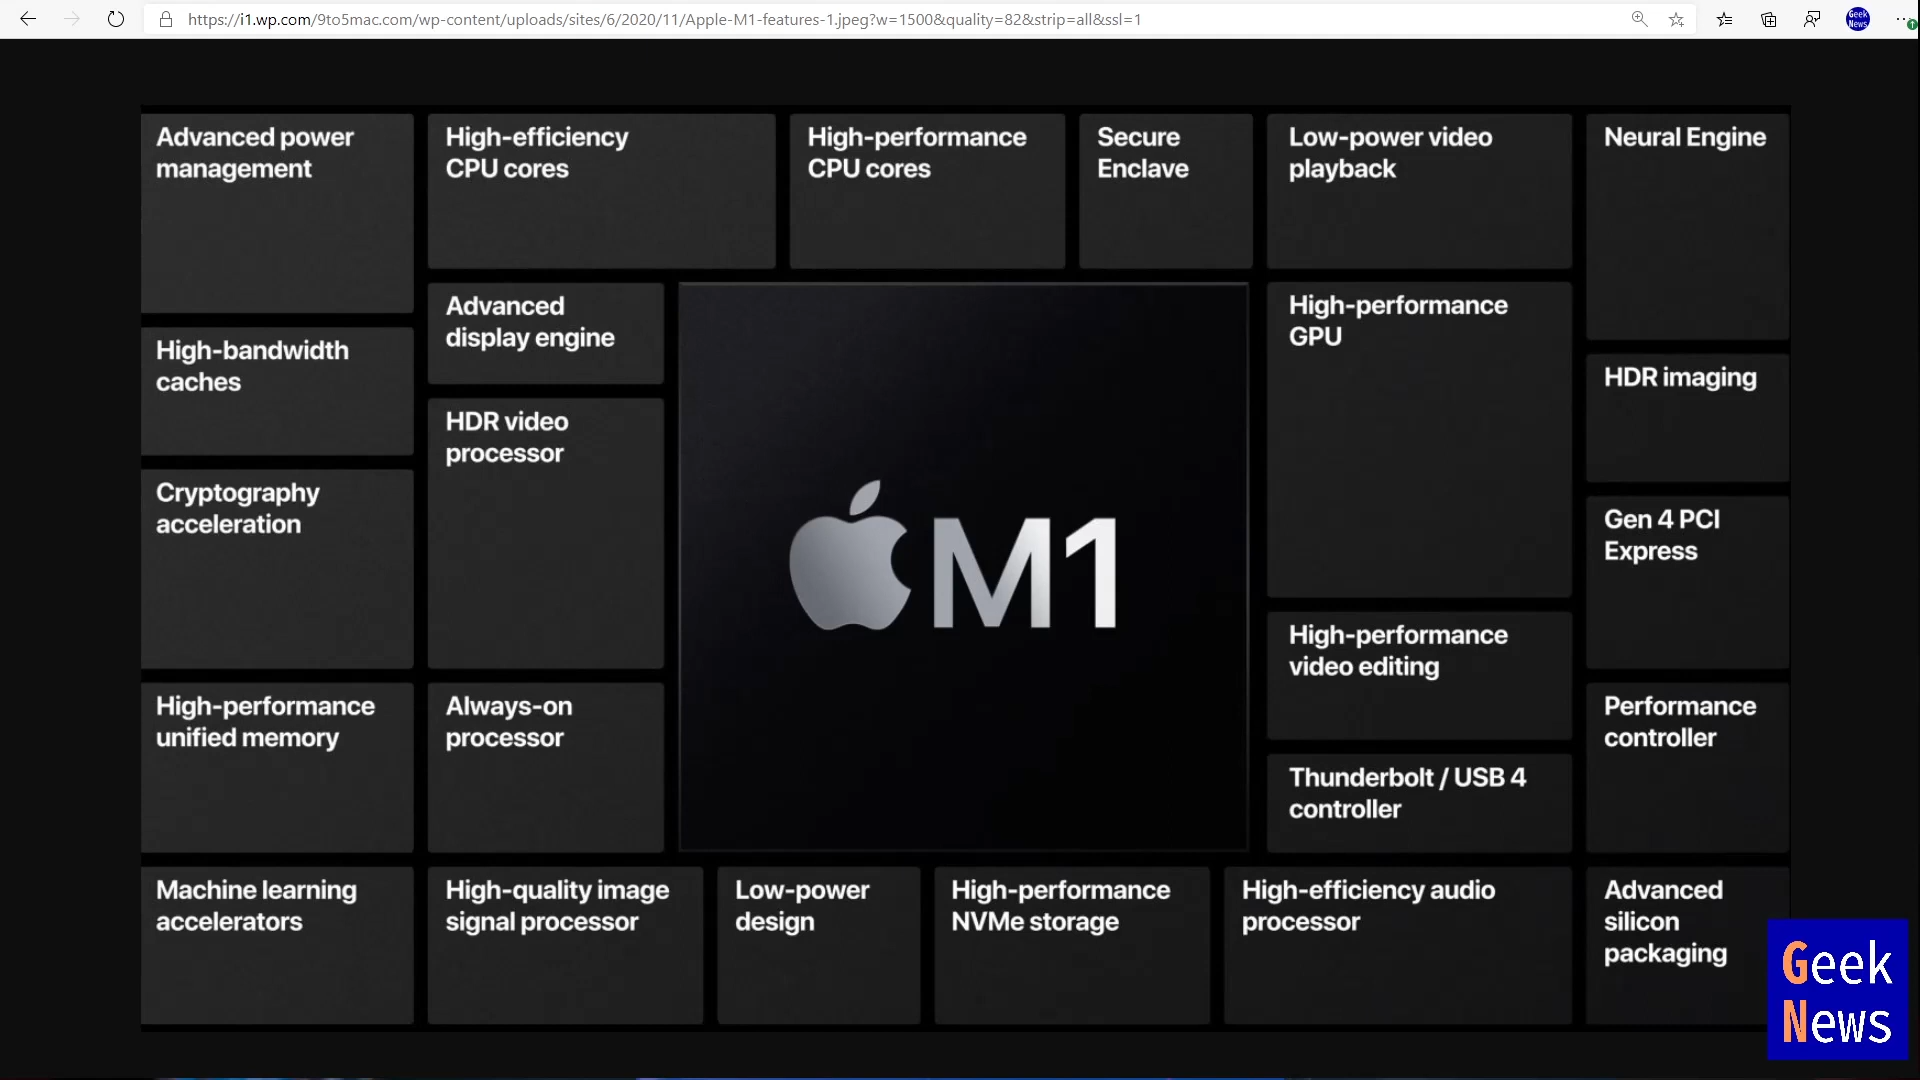 https://i1.wp.com/9to5mac.com/wp-content/uploads/sites/6/2020/11/Apple-M1-features-1.jpeg?w=1500&quality=82&strip=all&ssl=1
Geek
News
Advanced power
management
High-efficiency
CPU cores
High-performance
CPU cores
Secure
Enclave
Low-power video
playback
Neural Engine
Advanced
display engine
High-performance
GPU
High-bandwidth
caches
HDR imaging
HDR video
processor
Cryptography
acceleration
M1
Gen 4 PCI
Express
High-performance
video editing
High-performance
unified memory
Always-on
processor
Performance
controller
Thunderbolt / USB 4
controller
Machine learning
accelerators
High-quality image
signal processor
Low-power
design
High-performance
NVMe storage
High-efficiency audio
processor
Advanced
silicon
packaging
Geek
News